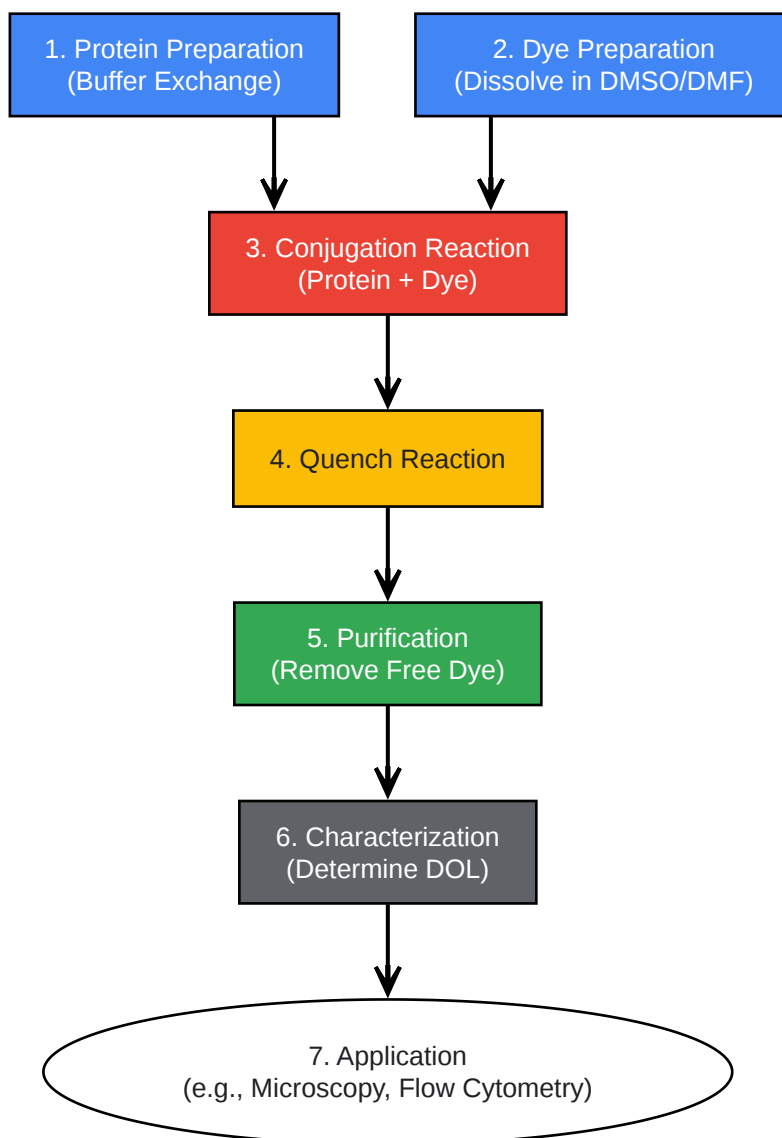 1. Protein Preparation
(Buffer Exchange)
2. Dye Preparation
(Dissolve in DMSO/DMF)
3. Conjugation Reaction
(Protein + Dye)
4. Quench Reaction
5. Purification
(Remove Free Dye)
6. Characterization
(Determine DOL)
7. Application
(e.g., Microscopy, Flow Cytometry)